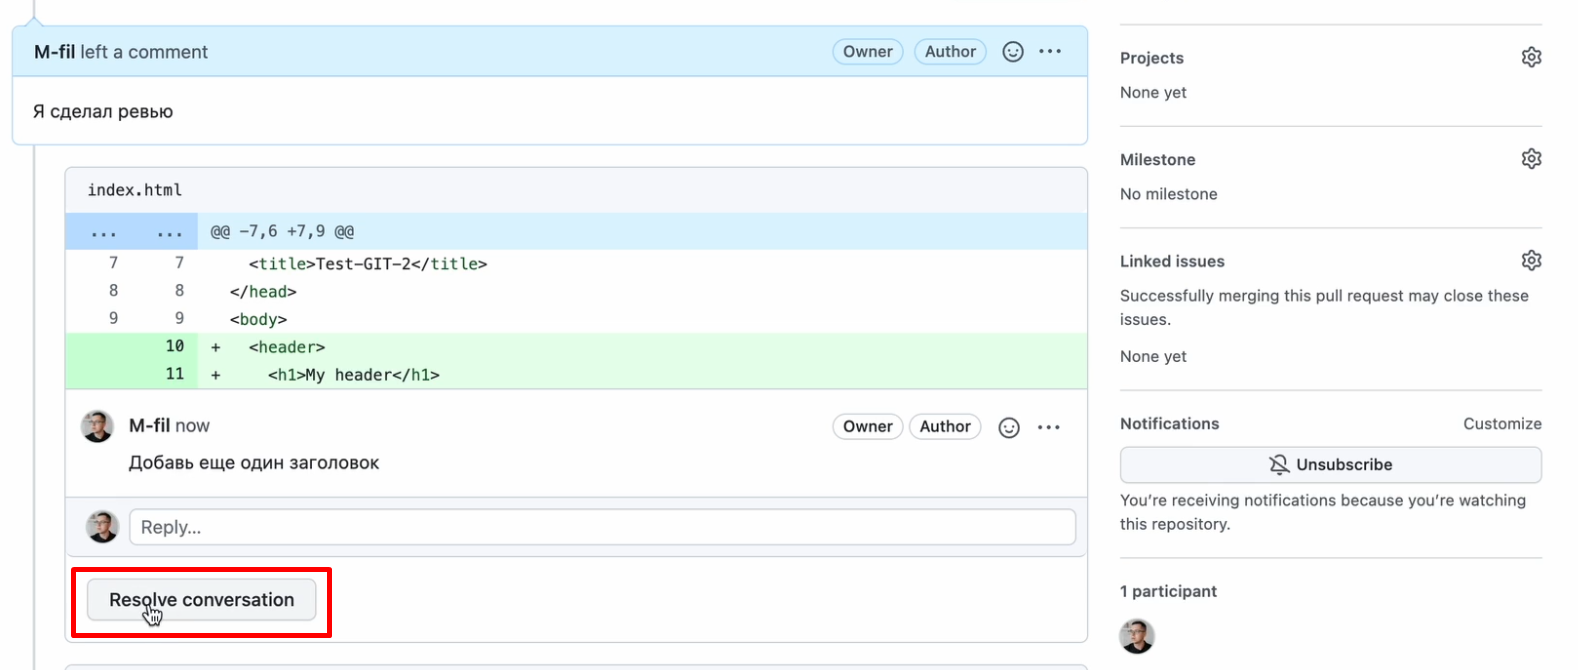 M-fil left a comment
Owner Author
Я сделал ревью
index.html
... ... @@ -7,6 +7,9 @@
7 7 <title>Test-GIT-2</title>
8 8 </head>
9 9 <body>
10 + <header>
11 + <h1>My header</h1>
M-fil now
Owner Author
Добавь еще один заголовок
Reply...
Resolve conversation
Projects
None yet
Milestone
No milestone
Linked issues
Successfully merging this pull request may close these
issues.
None yet
Notifications Customize
Unsubscribe
You're receiving notifications because you're watching
this repository.
1 participant